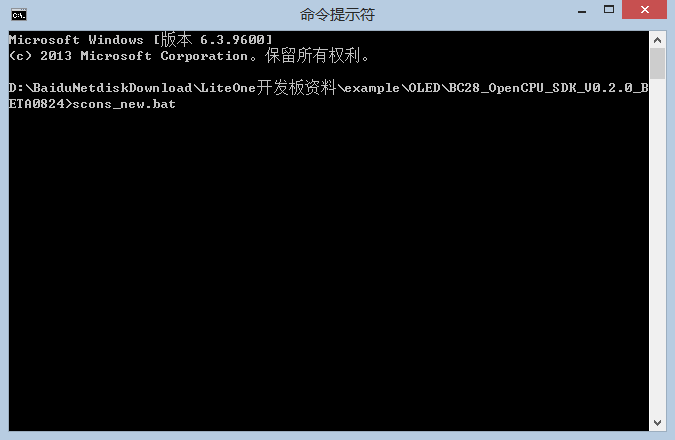 命令提示符
Microsoft Windows [版本 6.3.9600]
(c) 2013 Microsoft Corporation。保留所有权利。
D:\BaiduNetdiskDownload\LiteOne开发板资料\example\OLED\BC28_OpenCPU_SDK_V0.2.0_B
ETA0824>scons_new.bat